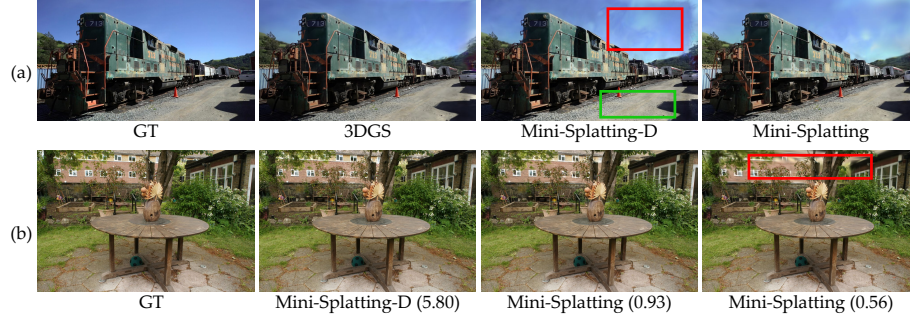 (a)
GT 3DGS Mini-Splatting-D Mini-Splatting
(b)
GT Mini-Splatting-D (5.80) Mini-Splatting (0.93) Mini-Splatting (0.56)